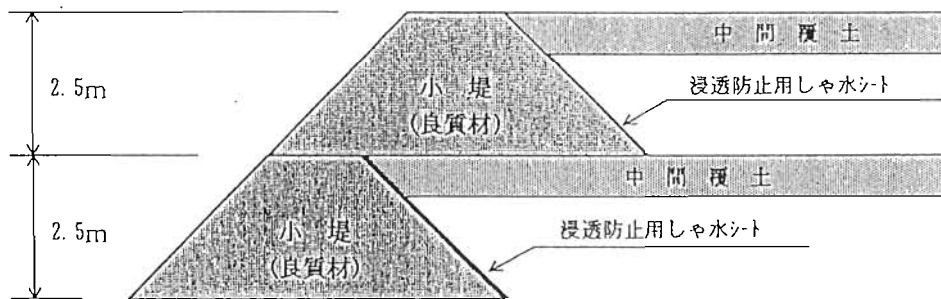 中間覆土
2.5m
小堤
(良質材)
浸透防止用しゃ水シート
中間覆土
2.5m
小堤
(良質材)
浸透防止用しゃ水シート